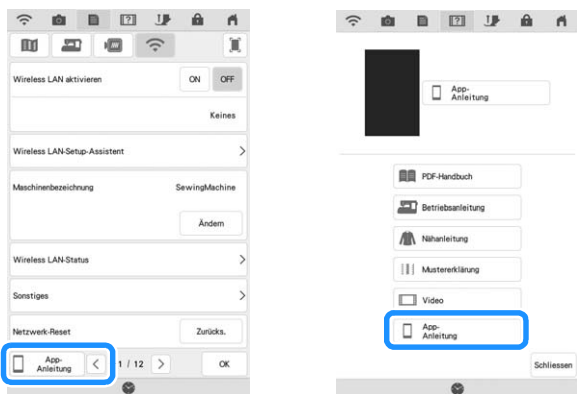 Wireless LAN aktivieren ON OFF
Keines
Wireless LAN-Setup-Assistent
Maschinenbezeichnung SewingMachine
Ändern
Wireless LAN-Status
Sonstiges
Netzwerk-Reset Zurücks.
App-
Anleitung
1 / 12
OK
App-
Anleitung
PDF-Handbuch
Betriebsanleitung
Nähanleitung
Mustererklärung
Video
App-
Anleitung
Schliessen